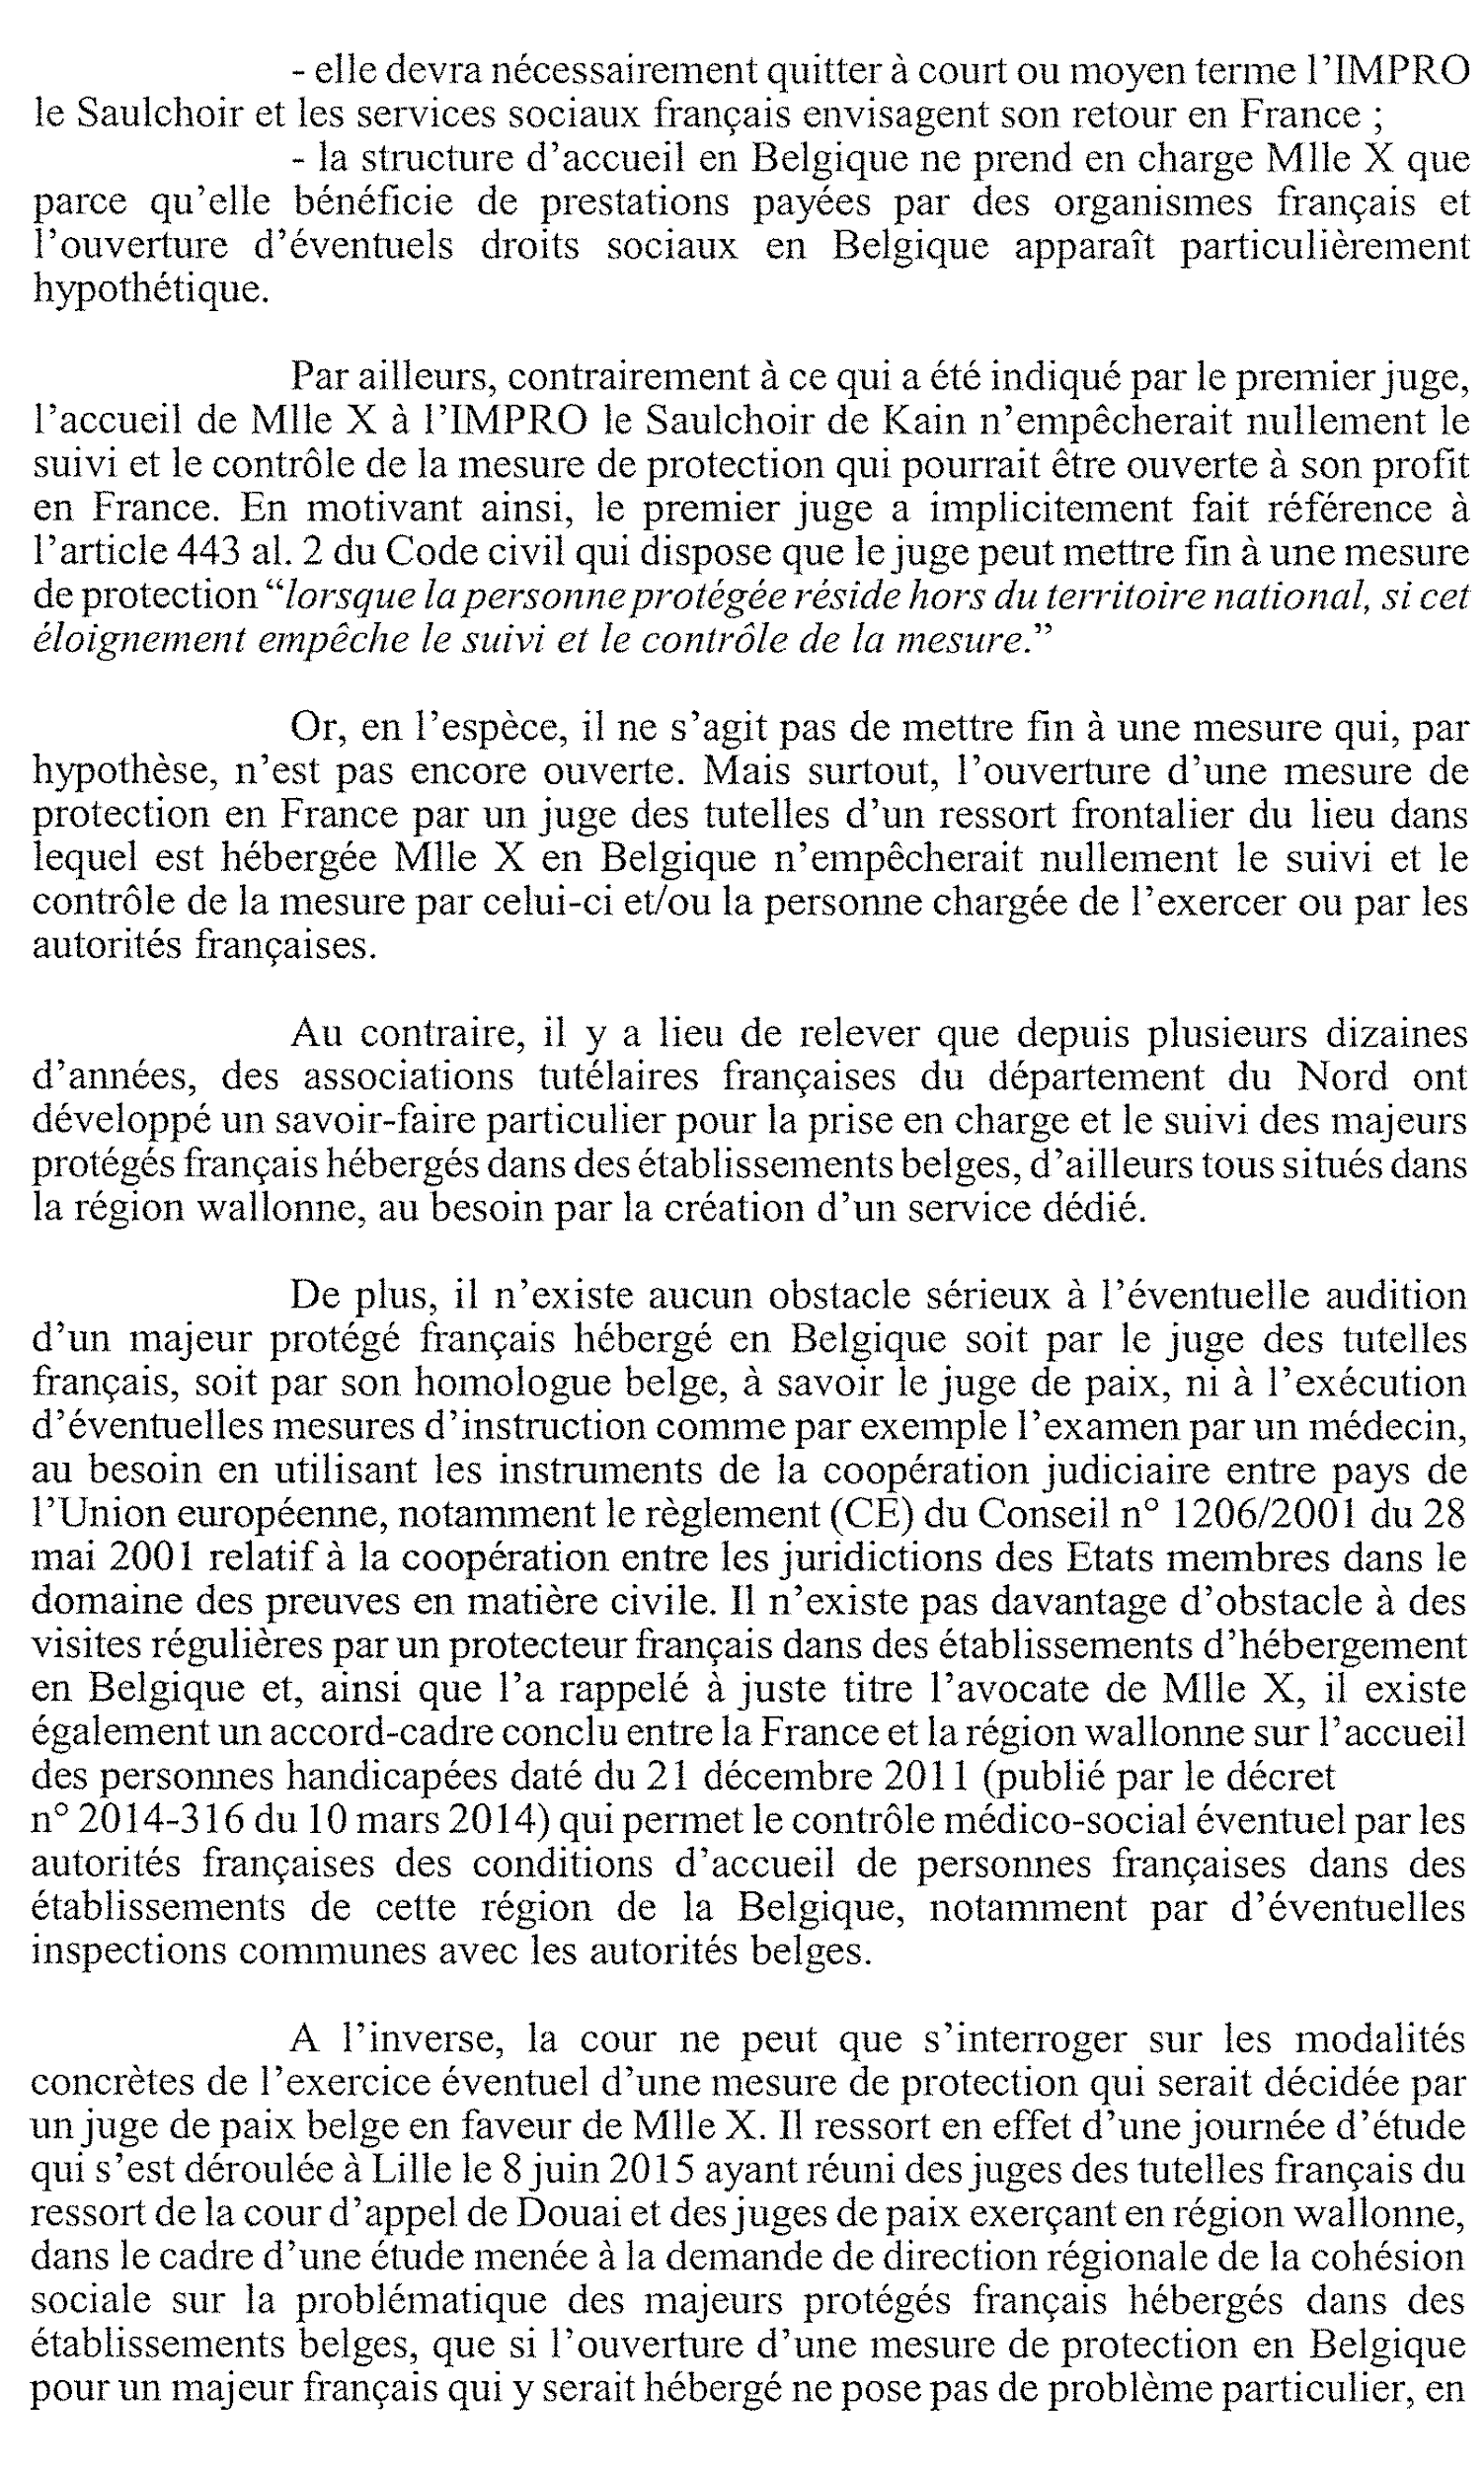 - elle devra nécessairement quitter à court ou moyen terme l'IMPRO
le Saulchoir et les services sociaux français envisagent son retour en France ;
- la structure d'accueil en Belgique ne prend en charge Mlle X que
parce qu'elle bénéficie de prestations payées par des organismes français et
l'ouverture d'éventuels droits sociaux en Belgique apparaît particulièrement
hypothétique.
Par ailleurs, contrairement à ce qui a été indiqué par le premier juge,
l'accueil de Mlle X à l'IMPRO le Saulchoir de Kain n'empêcherait nullement le
suivi et le contrôle de la mesure de protection qui pourrait être ouverte à son profit
en France. En motivant ainsi, le premier juge a implicitement fait référence à
l'article 443 al. 2 du Code civil qui dispose que le juge peut mettre fin à une mesure
de protection “lorsque la personne protégée réside hors du territoire national, si cet
éloignement empêche le suivi et le contrôle de la mesure.”
Or, en l'espèce, il ne s'agit pas de mettre fin à une mesure qui, par
hypothèse, n'est pas encore ouverte. Mais surtout, l'ouverture d'une mesure de
protection en France par un juge des tutelles d'un ressort frontalier du lieu dans
lequel est hébergée Mlle X en Belgique n'empêcherait nullement le suivi et le
contrôle de la mesure par celui-ci et/ou la personne chargée de l'exercer ou par les
autorités françaises.
Au contraire, il y a lieu de relever que depuis plusieurs dizaines
d'années, des associations tutélaires françaises du département du Nord ont
développé un savoir-faire particulier pour la prise en charge et le suivi des majeurs
protégés français hébergés dans des établissements belges, d'ailleurs tous situés dans
la région wallonne, au besoin par la création d'un service dédié.
De plus, il n'existe aucun obstacle sérieux à l'éventuelle audition
d'un majeur protégé français hébergé en Belgique soit par le juge des tutelles
français, soit par son homologue belge, à savoir le juge de paix, ni à l'exécution
d'éventuelles mesures d'instruction comme par exemple l'examen par un médecin,
au besoin en utilisant les instruments de la coopération judiciaire entre pays de
l'Union européenne, notamment le règlement (CE) du Conseil n° 1206/2001 du 28
mai 2001 relatif à la coopération entre les juridictions des Etats membres dans le
domaine des preuves en matière civile. Il n'existe pas davantage d'obstacle à des
visites régulières par un protecteur français dans des établissements d'hébergement
en Belgique et, ainsi que l'a rappelé à juste titre l'avocate de Mlle X, il existe
également un accord-cadre conclu entre la France et la région wallonne sur l'accueil
des personnes handicapées daté du 21 décembre 2011 (publié par le décret
n° 2014-316 du 10 mars 2014) qui permet le contrôle médico-social éventuel par les
autorités françaises des conditions d'accueil de personnes françaises dans des
établissements de cette région de la Belgique, notamment par d'éventuelles
inspections communes avec les autorités belges.
A l'inverse, la cour ne peut que s'interroger sur les modalités
concrètes de l'exercice éventuel d'une mesure de protection qui serait décidée par
un juge de paix belge en faveur de Mlle X. Il ressort en effet d'une journée d'étude
qui s'est déroulée à Lille le 8 juin 2015 ayant réuni des juges des tutelles français du
ressort de la cour d'appel de Douai et des juges de paix exerçant en région wallonne,
dans le cadre d'une étude menée à la demande de direction régionale de la cohésion
sociale sur la problématique des majeurs protégés français hébergés dans des
établissements belges, que si l'ouverture d'une mesure de protection en Belgique
pour un majeur français qui y serait hébergé ne pose pas de problème particulier, en